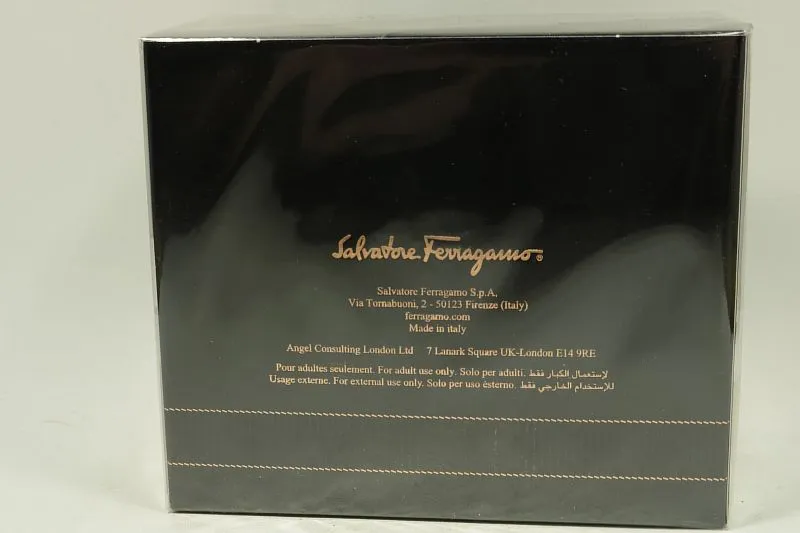 Salvatore Ferragamo®
Salvatore Ferragamo S.p.A.
Via Tornabuoni, 2 - 50123 Firenze (Italy)
ferragamo.com
Made in italy
Angel Consulting London Ltd 7 Lanark Square UK-London E14 9RE
Pour adultes seulement. For adult use only. Solo per adulti. لإستعمال الكبار فقط.
Usage externe. For external use only. Solo per uso esterno. للإستخدام الخارجي فقط.